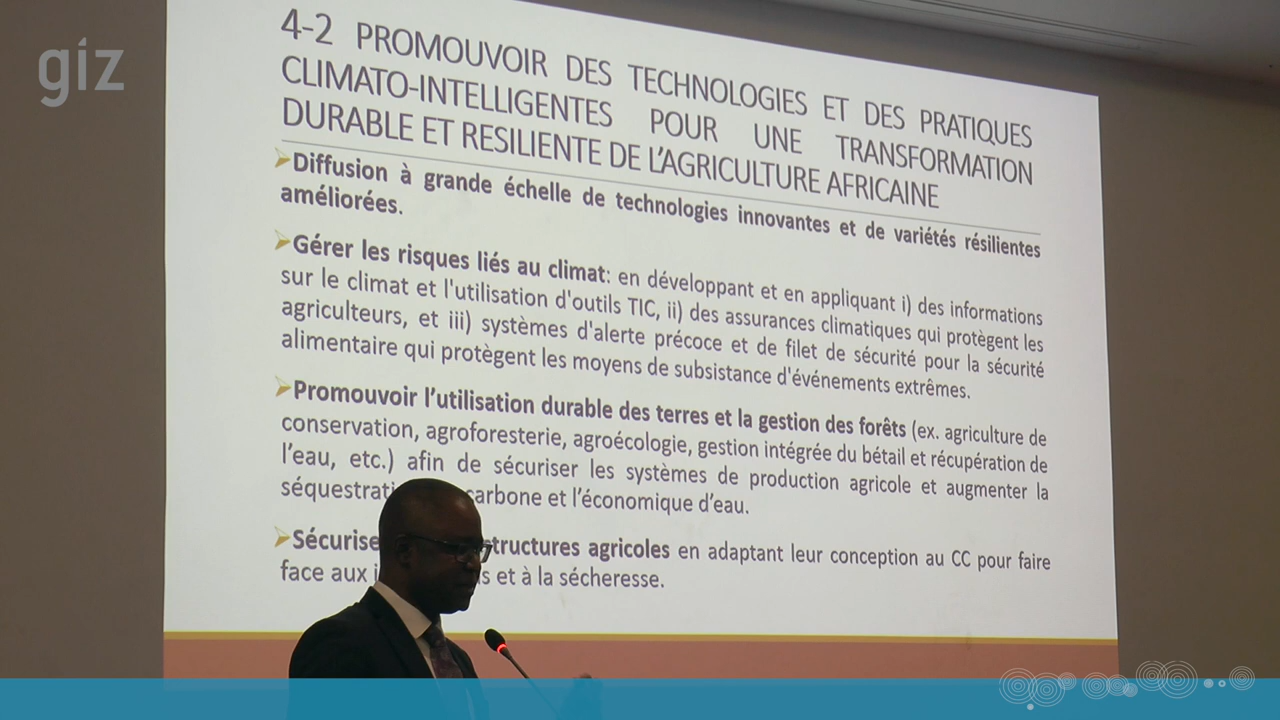 giz
4-2 PROMOUVOIR DES TECHNOLOGIES ET DES PRATIQUES
CLIMATO-INTELLIGENTES POUR UNE TRANSFORMATION
DURABLE ET RESILIENTE DE L'AGRICULTURE AFRICAINE
Diffusion à grande échelle de technologies innovantes et de variétés résilientes
améliorées.
Gérer les risques liés au climat: en développant et en appliquant i) des informations
sur le climat et l'utilisation d'outils TIC, ii) des assurances climatiques qui protègent les
agriculteurs, et iii) systèmes d'alerte précoce et de filet de sécurité pour la sécurité
alimentaire qui protègent les moyens de subsistance d'événements extrêmes.
Promouvoir l'utilisation durable des terres et la gestion des forêts (ex. agriculture de
conservation, agroforesterie, agroécologie, gestion intégrée du bétail et récupération de
l'eau, etc.) afin de sécuriser les systèmes de production agricole et augmenter la
carbone et l'économique d'eau.
agricoles en adaptant leur conception au CC pour faire
face aux et à la sécheresse.